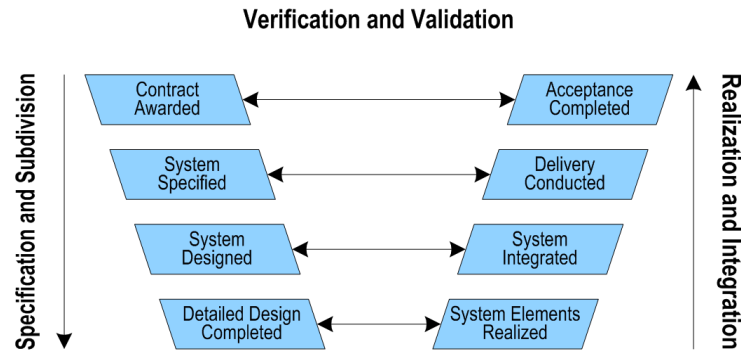 Verification and Validation
Specification and Subdivision
Contract
Awarded
Acceptance
Completed
System
Specified
Delivery
Conducted
System
Designed
System
Integrated
Detailed Design
Completed
System Elements
Realized
Realization and Integration